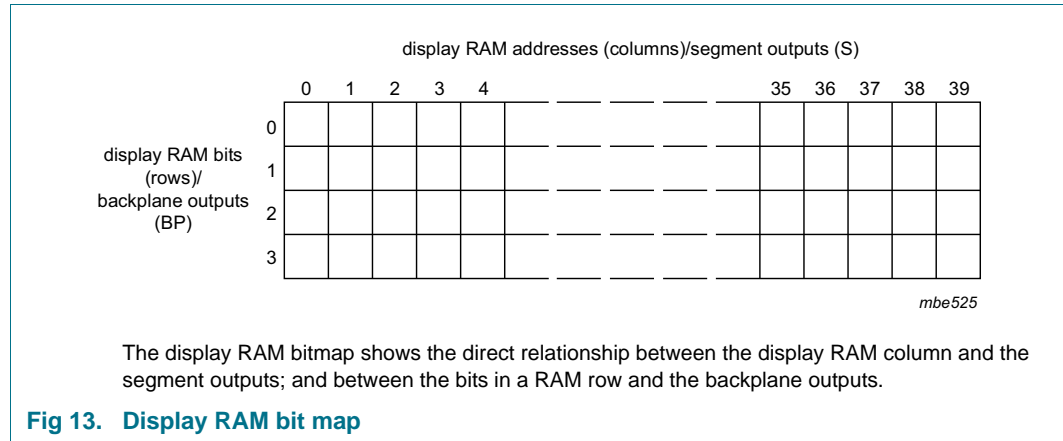 display RAM addresses (columns)/segment outputs (S)
0 1 2 3 4 35 36 37 38 39
0
display RAM bits
(rows)/
backplane outputs
(BP)
1
2
3
mbe525
The display RAM bitmap shows the direct relationship between the display RAM column and the
segment outputs; and between the bits in a RAM row and the backplane outputs.
Fig 13. Display RAM bit map